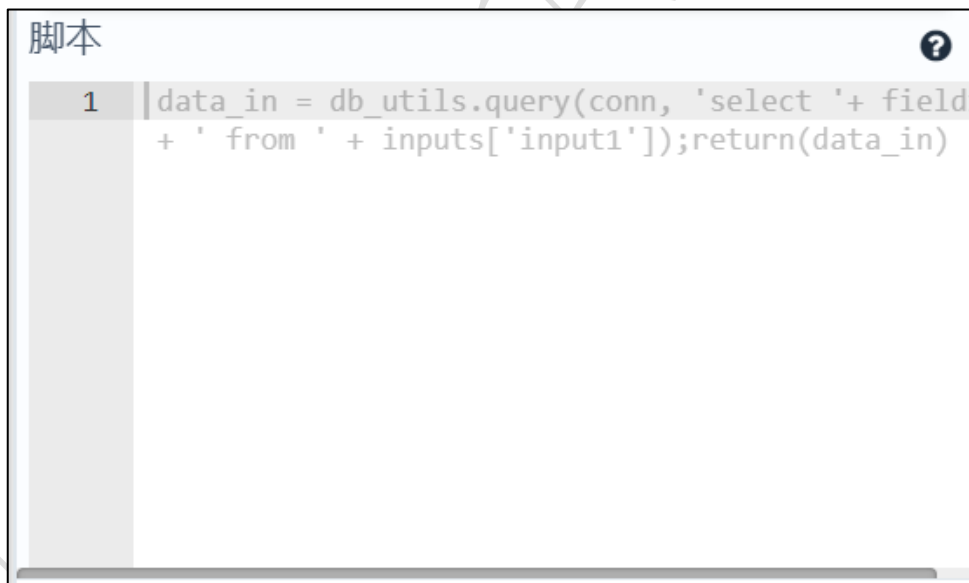 脚本
1 data_in = db_utils.query(conn, 'select '+ field
+ ' from ' + inputs['input1']);return(data_in)